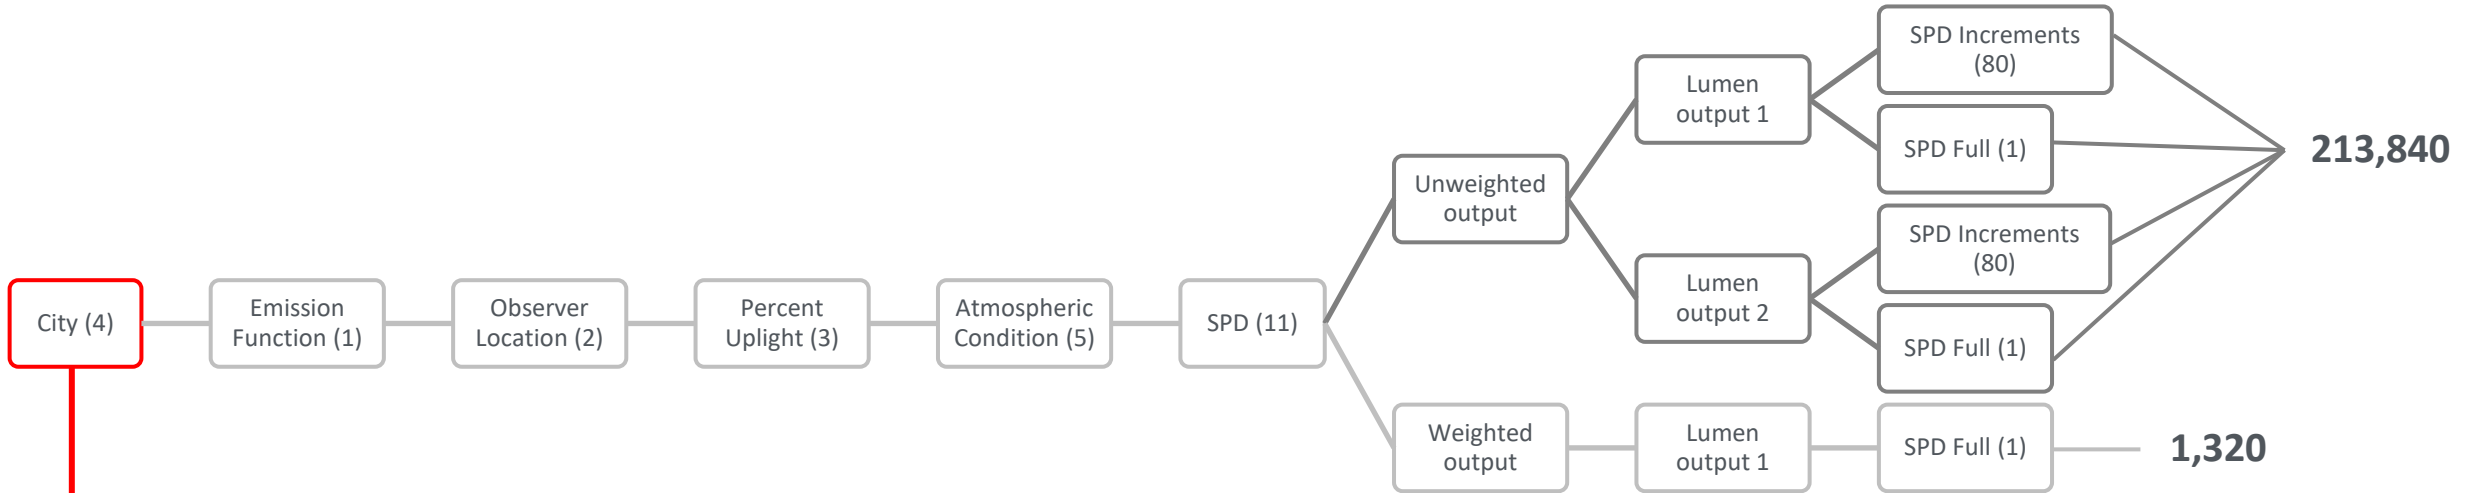 City (4)
Emission
Function (1)
Observer
Location (2)
Percent
Uplight (3)
Atmospheric
Condition (5)
SPD (11)
Unweighted
output
Lumen
output 1
SPD Increments
(80)
SPD Full (1)
Lumen
output 2
SPD Increments
(80)
SPD Full (1)
213,840
Weighted
output
Lumen
output 1
SPD Full (1)
1,320